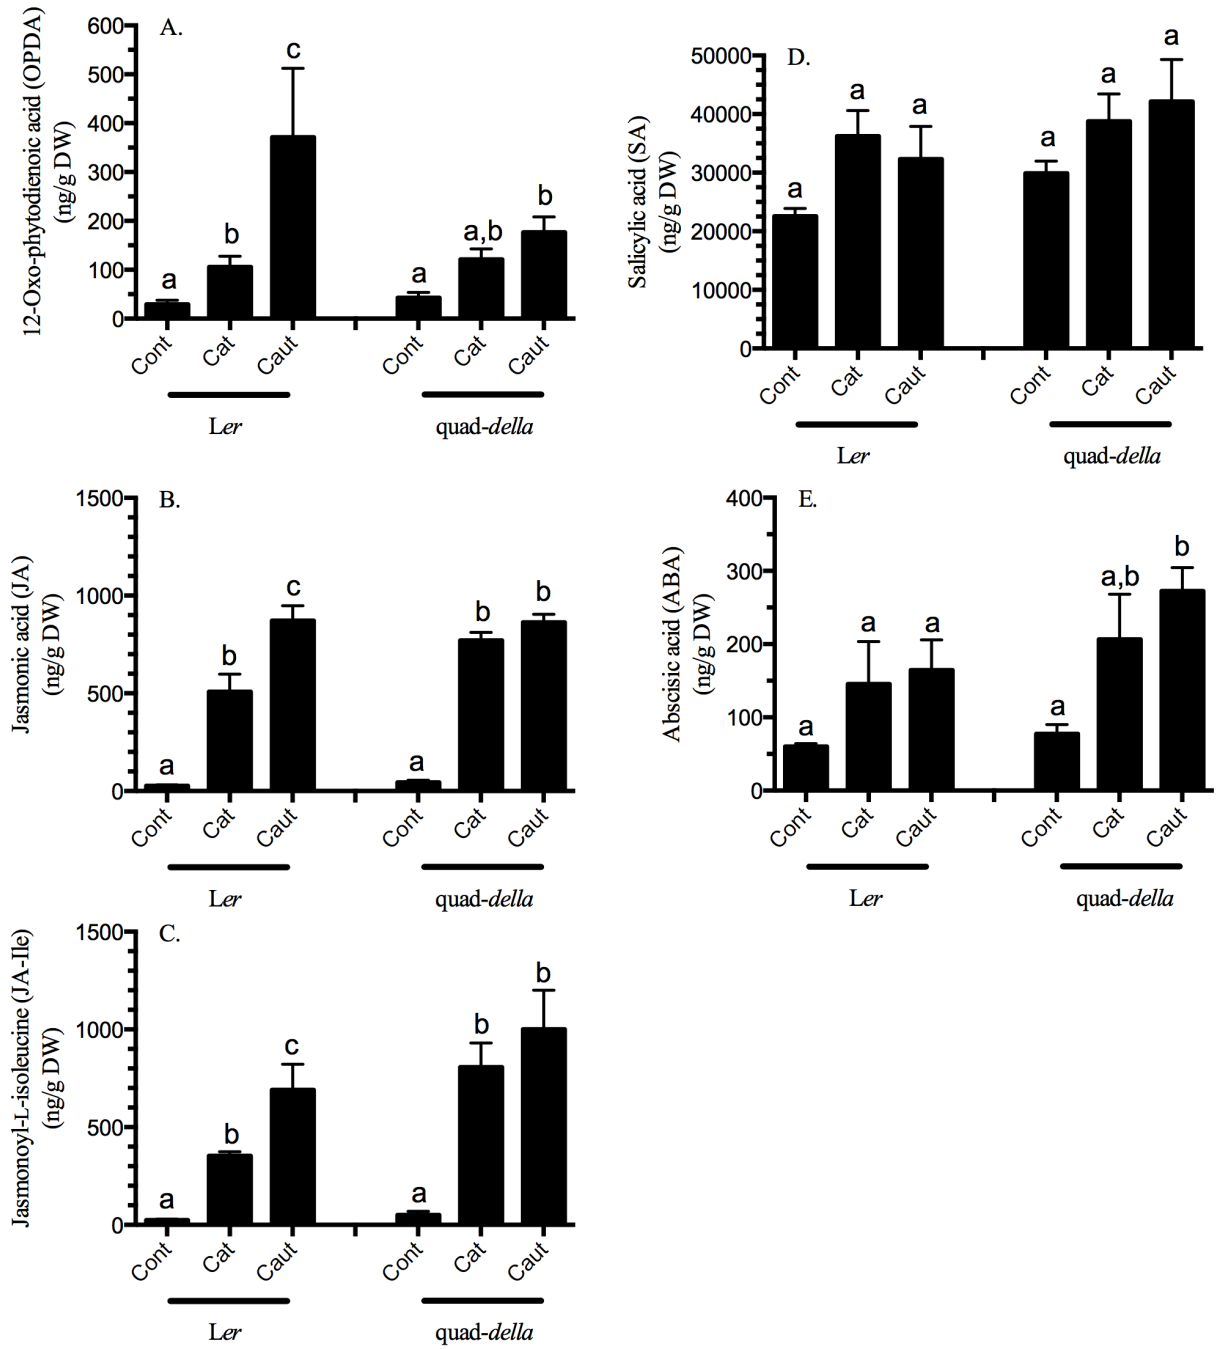 A.
12-Oxo-phytodienoic acid (OPDA)
(ng/g DW)
600
500
400
300
200
100
0
a
b
c
a
a,b
b
Cont
Cat
Caut
Cont
Cat
Caut
Ler
quad-della
B.
Jasmonic acid (JA)
(ng/g DW)
1500
1000
500
0
a
b
c
a
b
b
Cont
Cat
Caut
Cont
Cat
Caut
Ler
quad-della
C.
Jasmonoyl-L-isoleucine (JA-Ile)
(ng/g DW)
1500
1000
500
0
a
b
c
a
b
b
Cont
Cat
Caut
Cont
Cat
Caut
Ler
quad-della
D.
Salicylic acid (SA)
(ng/g DW)
50000
40000
30000
20000
10000
0
a
a
a
a
a
a
Cont
Cat
Caut
Cont
Cat
Caut
Ler
quad-della
E.
Abscisic acid (ABA)
(ng/g DW)
400
300
200
100
0
a
a
a
a
a,b
b
Cont
Cat
Caut
Cont
Cat
Caut
Ler
quad-della